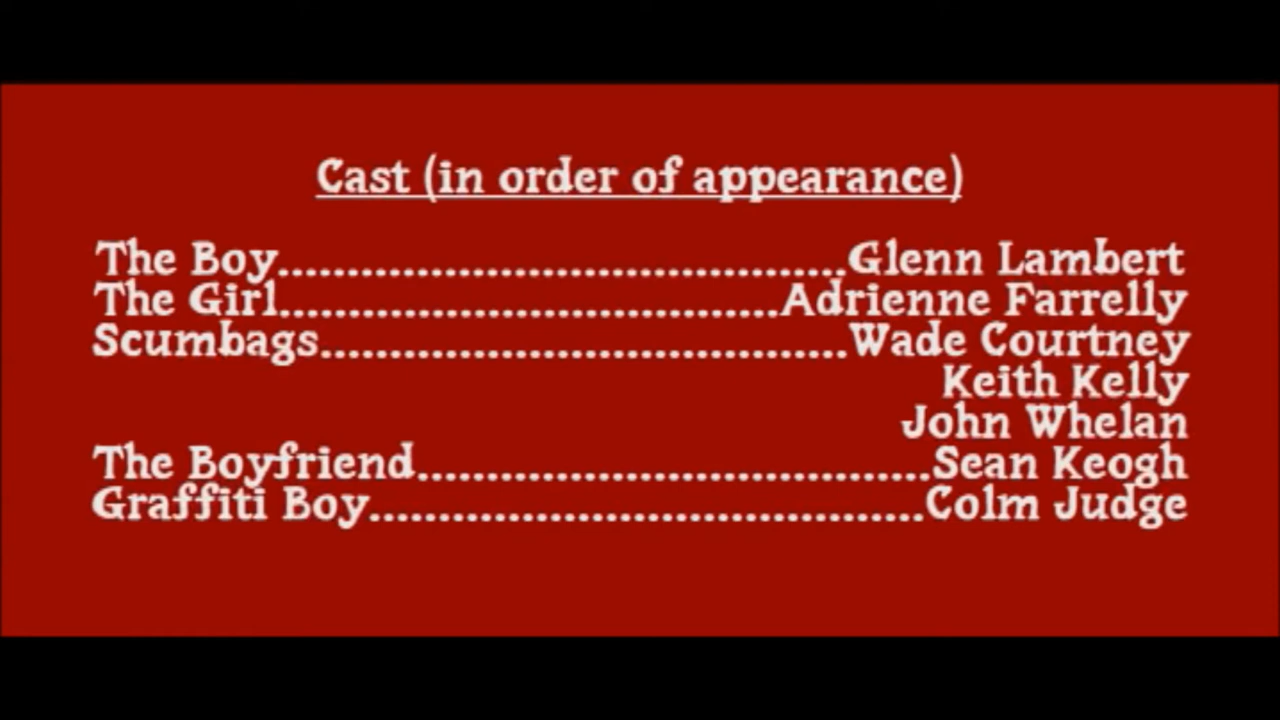 Cast (in order of appearance)
The Boy.................................................Glenn Lambert
The Girl...........................................Adrienne Farrelly
Scumbags..............................................Wade Courtney
Keith Kelly
John Whelan
The Boyfriend.............................................Sean Keogh
Graffiti Boy................................................Colm Judge